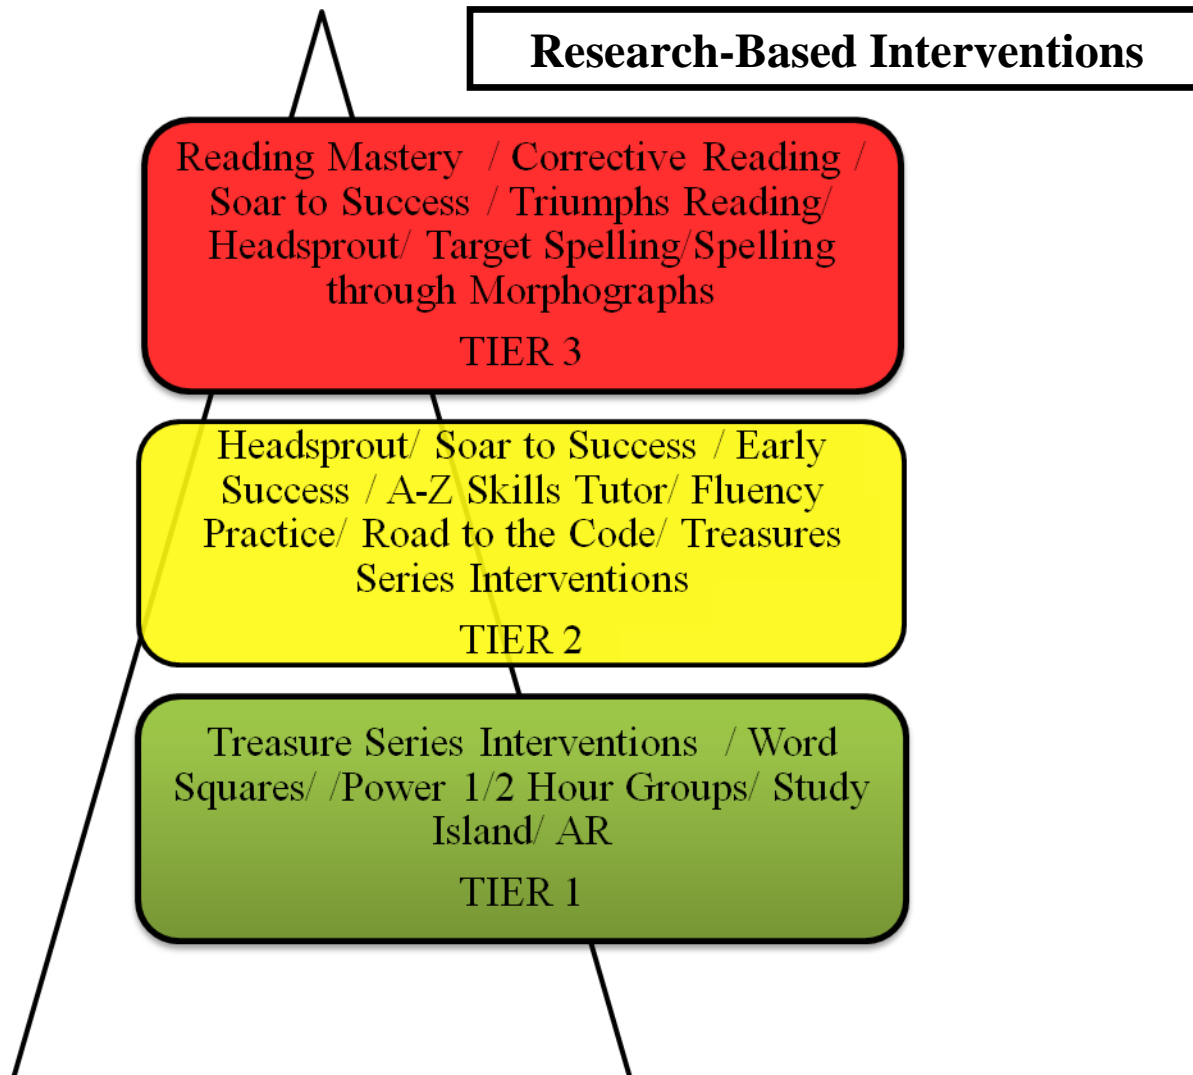 Research-Based Interventions
Reading Mastery / Corrective Reading /
Soar to Success / Triumphs Reading/
Headsprout/ Target Spelling/Spelling
through Morphographs
TIER 3
Headsprout/ Soar to Success / Early
Success / A-Z Skills Tutor/ Fluency
Practice/ Road to the Code/ Treasures
Series Interventions
TIER 2
Treasure Series Interventions / Word
Squares/ /Power 1/2 Hour Groups/ Study
Island/ AR
TIER 1